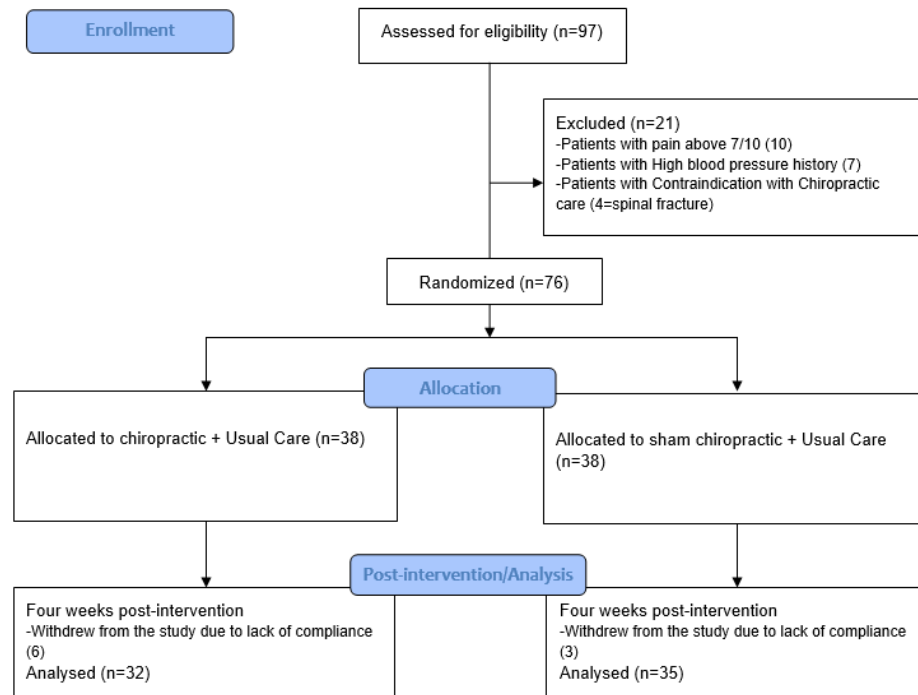 Enrollment
Assessed for eligibility (n=97)
Excluded (n=21)
-Patients with pain above 7/10 (10)
-Patients with High blood pressure history (7)
-Patients with Contraindication with Chiropractic
care (4=spinal fracture)
Randomized (n=76)
Allocation
Allocated to chiropractic + Usual Care (n=38)
Allocated to sham chiropractic + Usual Care
(n=38)
Post-intervention/Analysis
Four weeks post-intervention
-Withdrew from the study due to lack of compliance
(6)
Analysed (n=32)
Four weeks post-intervention
-Withdrew from the study due to lack of compliance
(3)
Analysed (n=35)